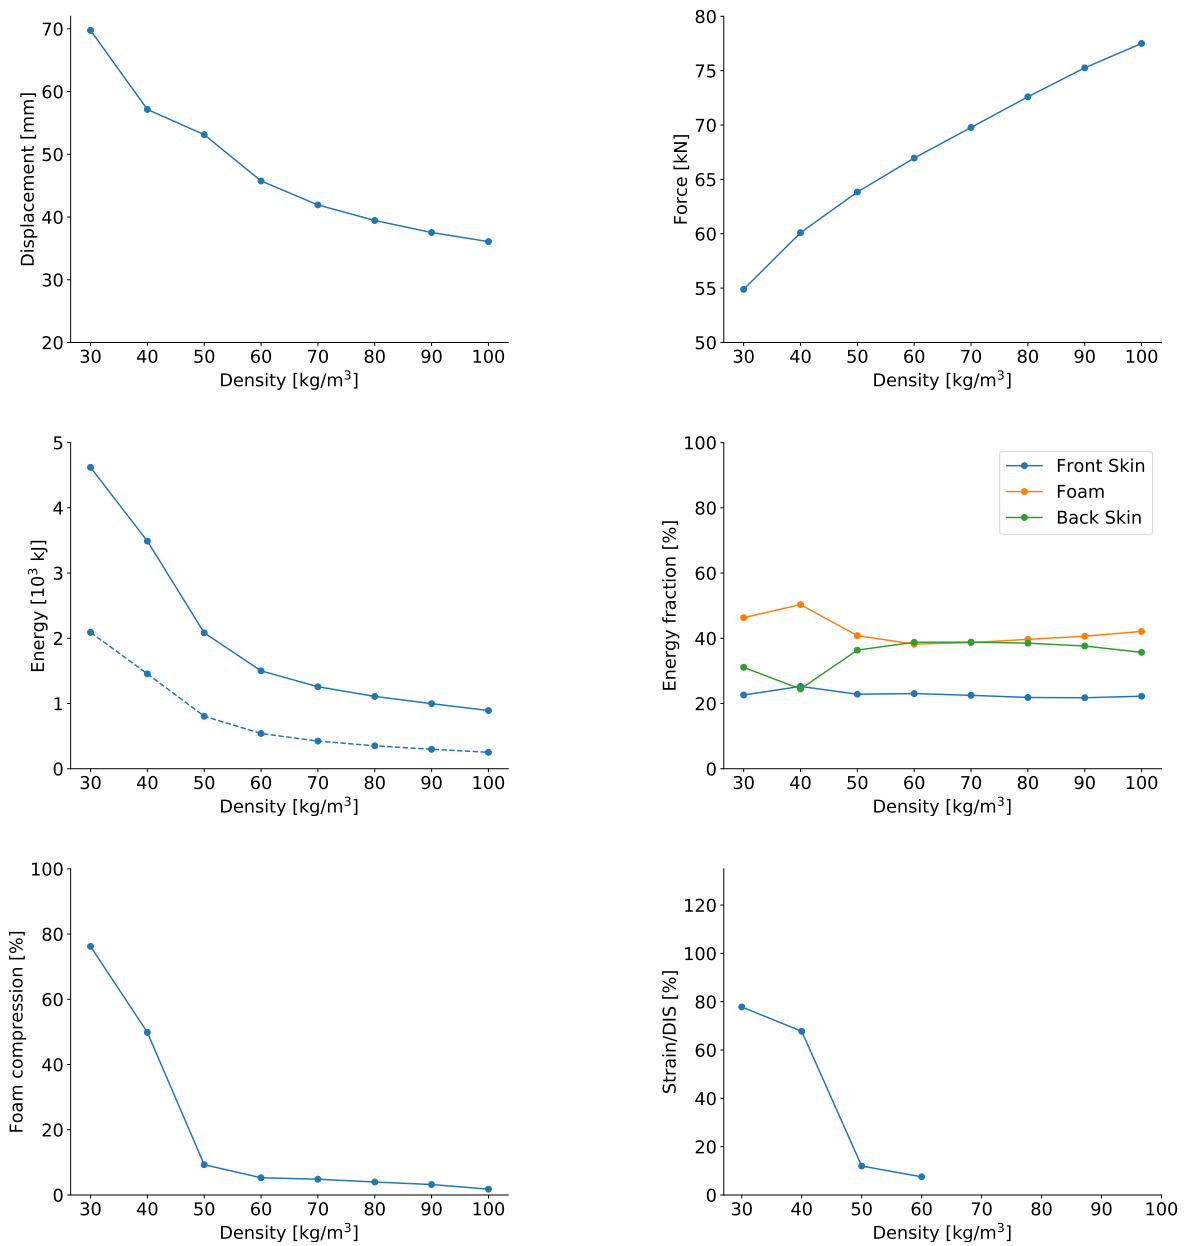 70
60
50
40
30
20
Displacement [mm]
30 40 50 60 70 80 90 100
Density [kg/m³]
80
75
70
65
60
55
50
Force [kN]
30 40 50 60 70 80 90 100
Density [kg/m³]
5
4
3
2
1
0
Energy [10³ kJ]
30 40 50 60 70 80 90 100
Density [kg/m³]
100
80
60
40
20
0
Energy fraction [%]
Front Skin
Foam
Back Skin
30 40 50 60 70 80 90 100
Density [kg/m³]
100
80
60
40
20
0
Foam compression [%]
30 40 50 60 70 80 90 100
Density [kg/m³]
120
100
80
60
40
20
0
Strain/DIS [%]
30 40 50 60 70 80 90 100
Density [kg/m³]